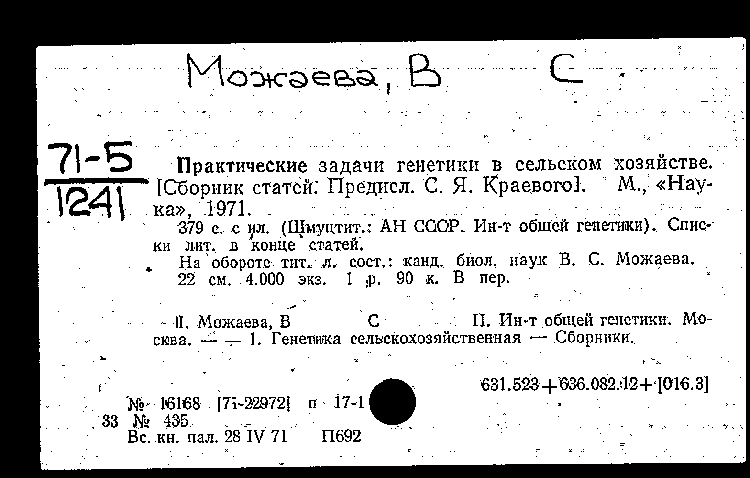 Можаева, В С
71-5
1241
Практические задачи генетики в сельском хозяйстве.
[Сборник статей. Предисл. С. Я. Краевого]. М., «Нау-
ка», 1971.
379 с. с ил. (Шмуцтит.: АН СССР. Ин-т общей генетики). Спис-
ки лит. в конце статей.
На обороте тит. л. сост.: канд. биол. наук В. С. Можаева.
22 см. 4.000 экз. 1 р. 90 к. В пер.
I. Можаева, В С II. Ин-т общей генетики. Мо-
сква. — — 1. Генетика сельскохозяйственная — Сборники.
631.523+636.082.12+[016.3]
№ 16168 [71-22972] п 17-1
33 № 435
Вс. кн. пал. 28 IV 71 П692